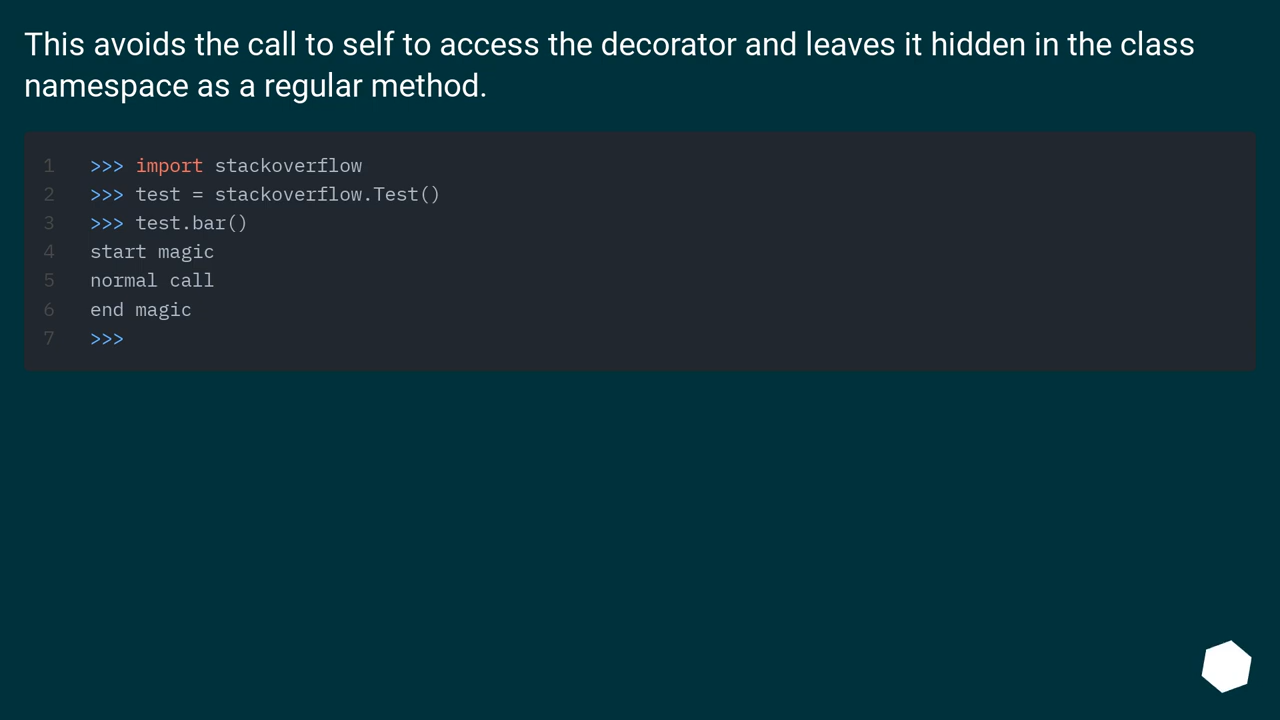 This avoids the call to self to access the decorator and leaves it hidden in the class
namespace as a regular method.
1 >>> import stackoverflow
2 >>> test = stackoverflow.Test()
3 >>> test.bar()
4 start magic
5 normal call
6 end magic
7 >>>